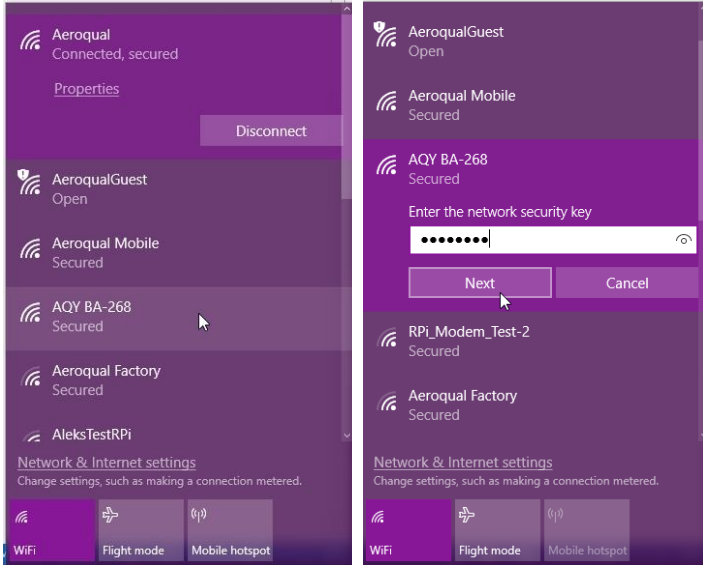 Aeroqual
Connected, secured
Properties
Disconnect
AeroqualGuest
Open
Aeroqual Mobile
Secured
AQY BA-268
Secured
Aeroqual Factory
Secured
AleksTestRPi
Network & Internet settings
Change settings, such as making a connection metered.
WiFi
Flight mode
Mobile hotspot
AeroqualGuest
Open
Aeroqual Mobile
Secured
AQY BA-268
Secured
Enter the network security key
●●●●●●●●
Next
Cancel
RPi_Modem_Test-2
Secured
Aeroqual Factory
Secured
Network & Internet settings
Change settings, such as making a connection metered.
WiFi
Flight mode
Mobile hotspot